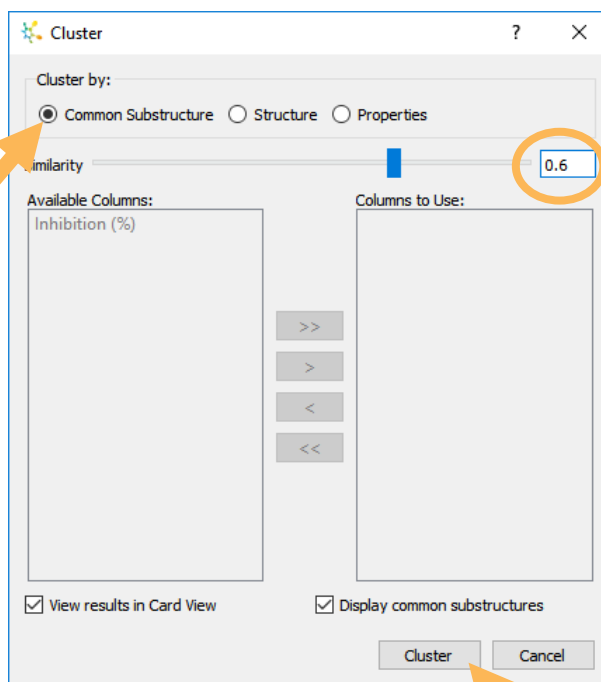 Cluster ?
Cluster by:
Common Substructure Structure Properties
imilarity 0.6
Available Columns: Columns to Use:
Inhibition (%)
>>
>
<
<<
View results in Card View Display common substructures
Cluster Cancel